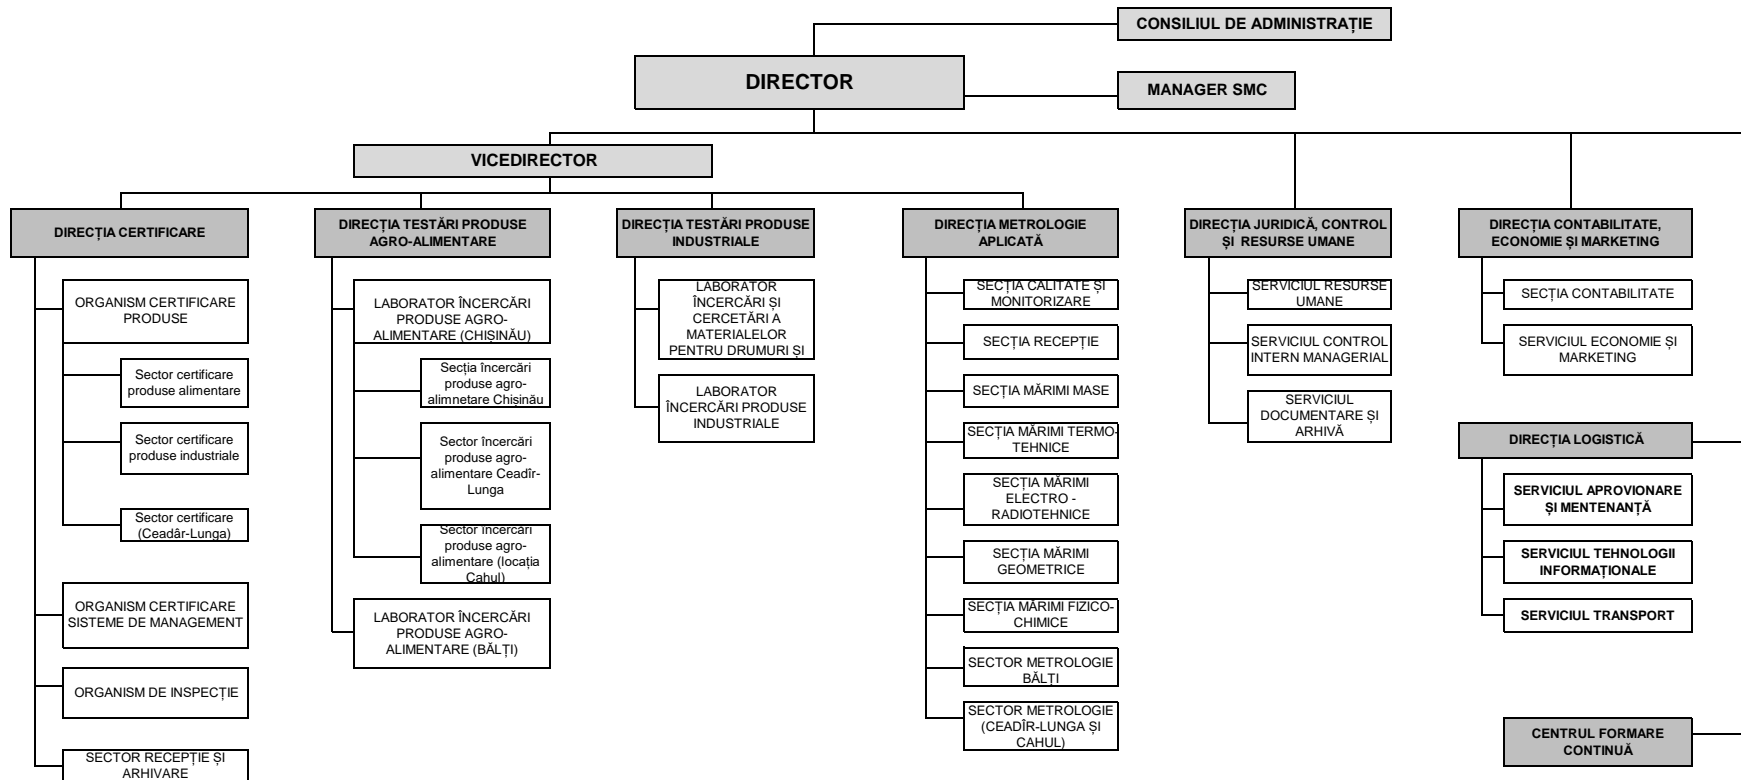 CONSILIUL DE ADMINISTRAȚIE
DIRECTOR
MANAGER SMC
VICEDIRECTOR
DIRECȚIA CERTIFICARE
ORGANISM CERTIFICARE
PRODUSE
Sector certificare
produse alimentare
Sector certificare
produse industriale
Sector certificare
(Ceadâr-Lunga)
ORGANISM CERTIFICARE
SISTEME DE MANAGEMENT
ORGANISM DE INSPECȚIE
SECTOR RECEPȚIE ȘI
ARHIVARE
DIRECȚIA TESTĂRI PRODUSE
AGRO-ALIMENTARE
LABORATOR ÎNCERCĂRI
PRODUSE AGRO-
ALIMENTARE (CHIȘINĂU)
Secția încercări
produse agro-
alimnetare Chișinău
Sector încercări
produse agro-
alimentare Ceadîr-
Lunga
Sector încercări
produse agro-
alimentare (locația
Cahul)
LABORATOR ÎNCERCĂRI
PRODUSE AGRO-
ALIMENTARE (BĂLȚI)
DIRECȚIA TESTĂRI PRODUSE
INDUSTRIALE
LABORATOR
ÎNCERCĂRI ȘI
CERCETĂRI A
MATERIALELOR
PENTRU DRUMURI ȘI
LABORATOR
ÎNCERCĂRI PRODUSE
INDUSTRIALE
DIRECȚIA METROLOGIE
APLICATĂ
SECȚIA CALITATE ȘI
MONITORIZARE
SECȚIA RECEPȚIE
SECȚIA MĂRIMI MASE
SECȚIA MĂRIMI TERMO-
TEHNICE
SECȚIA MĂRIMI
ELECTRO -
RADIOTEHNICE
SECȚIA MĂRIMI
GEOMETRICE
SECȚIA MĂRIMI FIZICO-
CHIMICE
SECTOR METROLOGIE
BĂLȚI
SECTOR METROLOGIE
(CEADÎR-LUNGA ȘI
CAHUL)
DIRECȚIA JURIDICĂ, CONTROL
ȘI RESURSE UMANE
SERVICIUL RESURSE
UMANE
SERVICIUL CONTROL
INTERN MANAGERIAL
SERVICIUL
DOCUMENTARE ȘI
ARHIVĂ
DIRECȚIA CONTABILITATE,
ECONOMIE ȘI MARKETING
SECȚIA CONTABILITATE
SERVICIUL ECONOMIE ȘI
MARKETING
DIRECȚIA LOGISTICĂ
SERVICIUL APROVIONARE
ȘI MENTENANȚĂ
SERVICIUL TEHNOLOGII
INFORMAȚIONALE
SERVICIUL TRANSPORT
CENTRUL FORMARE
CONTINUĂ